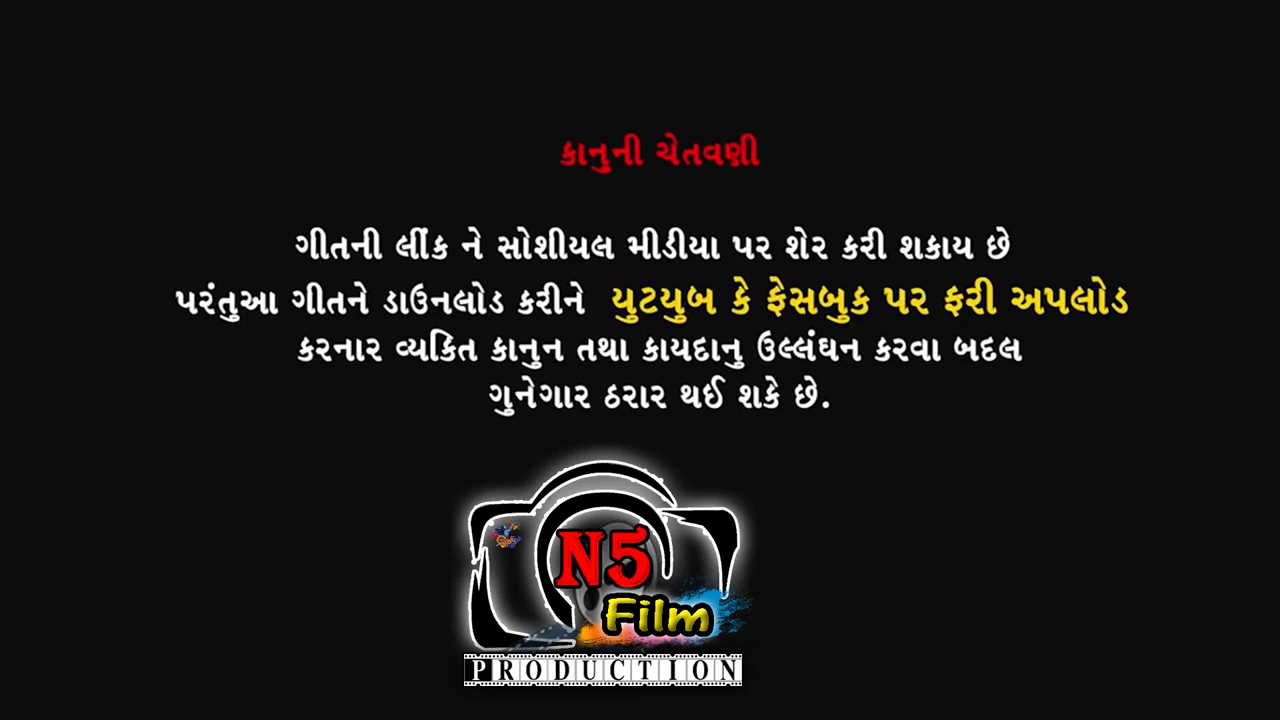 કાનુની ચેતવણી
ગીતની લીંક ને સોશીયલ મીડીયા પર શેર કરી શકાય છે
પરંતુઆ ગીતને ડાઉનલોડ કરીને યુટયુબ કે ફેસબુક પર ફરી અપલોડ
કરનાર વ્યકિત કાનુન તથા કાયદાનુ ઉલ્લંઘન કરવા બદલ
ગુનેગાર ઠરાર થઈ શકે છે.
N5
Film
PRODUCTION